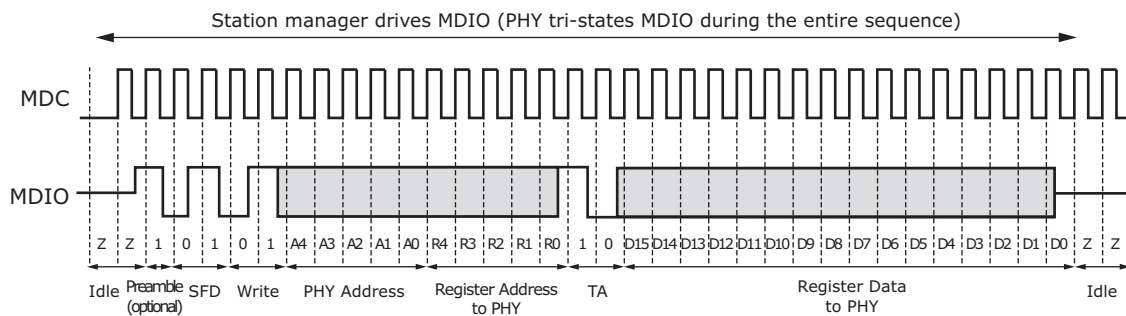 Station manager drives MDIO (PHY tri-states MDIO during the entire sequence)
MDC
MDIO
Z Z 1 0 1 0 1 A4 A3 A2 A1 A0 R4 R3 R2 R1 R0 1 0 D15 D14 D13 D12 D11 D10 D9 D8 D7 D6 D5 D4 D3 D2 D1 D0 Z Z
Idle Preamble (optional) SFD Write PHY Address Register Address to PHY TA Register Data to PHY Idle